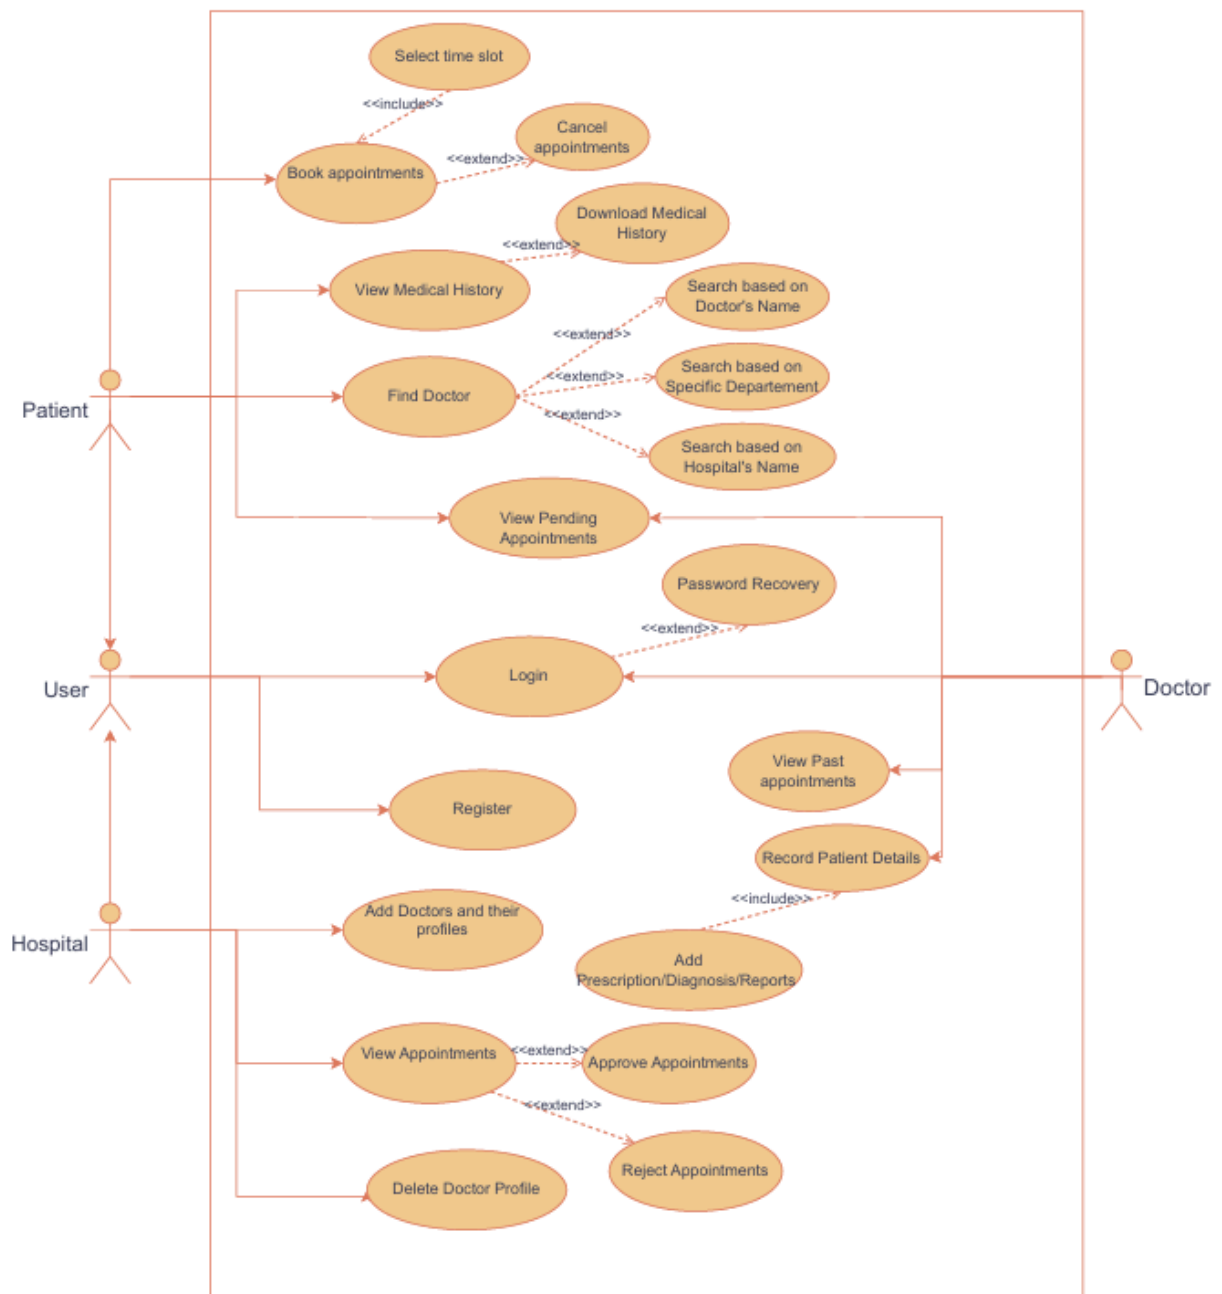 Select time slot
<<include>>
Cancel
appointments
<<extend>>
Book appointments
Download Medical
History
<<extend>>
View Medical History
Search based on
Doctor's Name
<<extend>>
Search based on
Specific Departement
<<extend>>
Find Doctor
Patient
<<extend>>
Search based on
Hospital's Name
View Pending
Appointments
Password Recovery
<<extend>>
Login
User
Doctor
View Past
appointments
Register
Record Patient Details
<<include>>
Add Doctors and their
profiles
Hospital
Add
Prescription/Diagnosis/Reports
View Appointments
<<extend>>
Approve Appointments
<<extend>>
Reject Appointments
Delete Doctor Profile